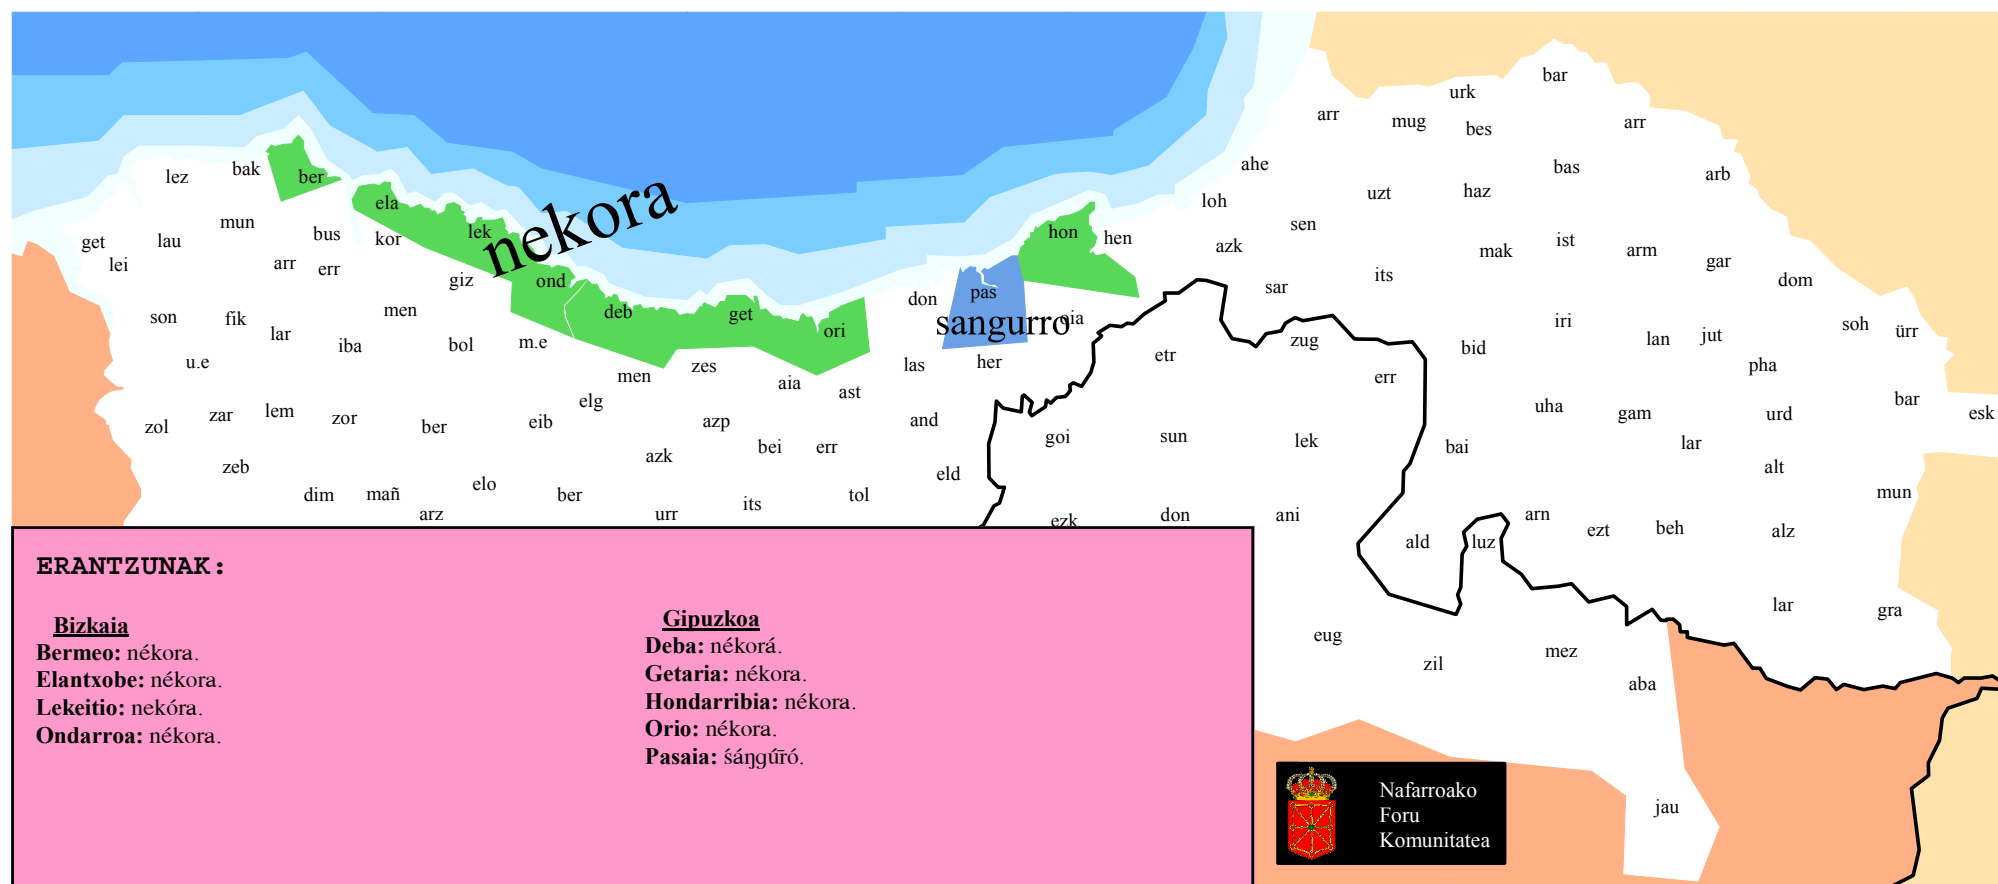 bar
urk
arr
mug
bes
arr
ahe
bas
lez
bak
ber
arb
uzt
haz
ela
loh
mun
sen
lek
nekora
get
lau
bus
kor
hon
hen
azk
mak
ist
arm
lei
arr
err
gar
giz
ond
its
dom
sar
pas
don
son
fik
men
deb
get
ori
sangurro
oia
iri
soh
ürr
lar
iba
bol
m.e
zug
bid
lan
jut
u.e
etr
las
her
zes
pha
men
aia
ast
err
elg
zol
zar
lem
zor
ber
eib
azp
and
uha
gam
urd
bar
esk
goi
sun
lek
bai
lar
azk
bei
err
zeb
eld
alt
dim
mañ
elo
ber
its
tol
mun
arz
urr
ezk
don
ani
arn
ezt
beh
alz
ald
luz
lar
gra
eug
zil
mez
aba
jau
ERANTZUNAK:
Bizkaia
Bermeo: nékora.
Elantxobe: nékora.
Lekeitio: nekóra.
Ondarroa: nékora.
Gipuzkoa
Deba: nékorá.
Getaria: nékora.
Hondarribia: nékora.
Orio: nékora.
Pasaia: śáŋgúr̄ó.
Nafarroako
Foru
Komunitatea